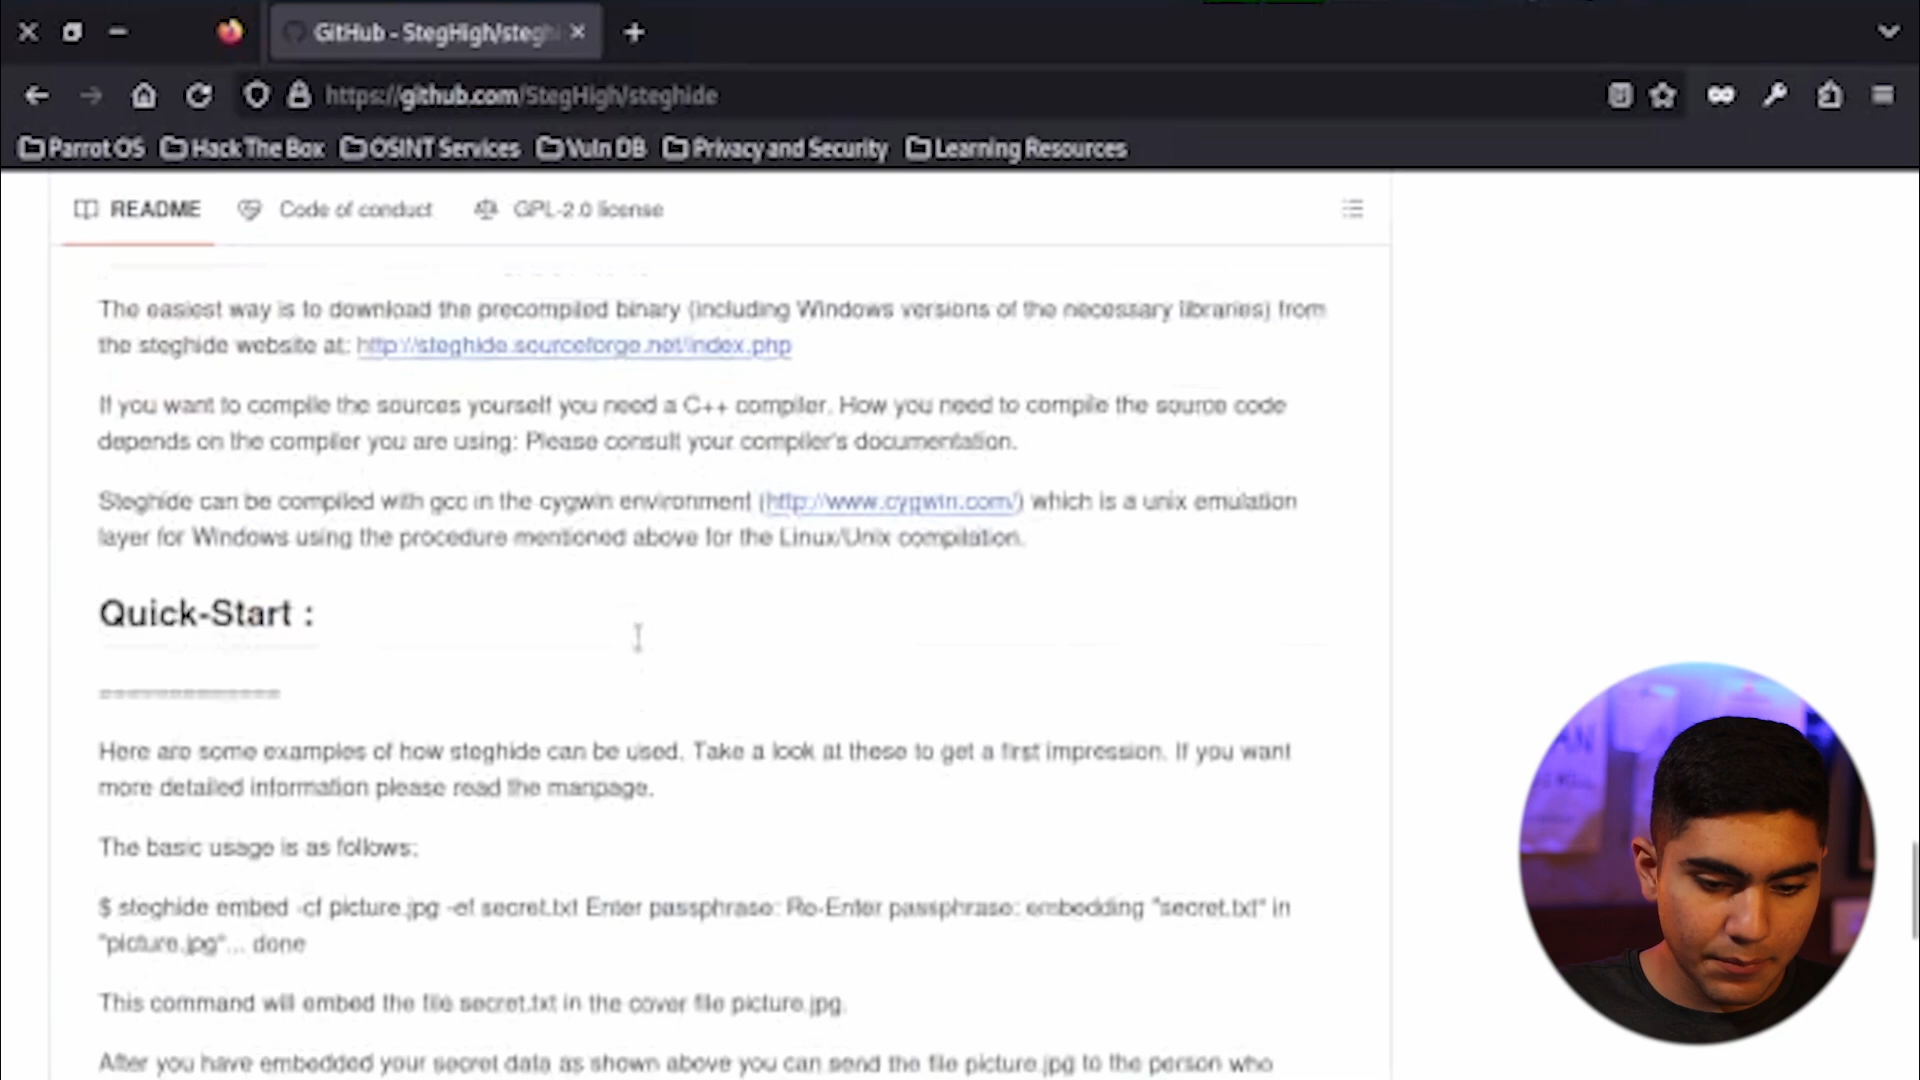 GitHub - StegHigh/stegh
https://github.com/StegHigh/steghide
Parrot OS Hack The Box OSINT Services Vuln DB Privacy and Security Learning Resources
README Code of conduct GPL-2.0 license
The easiest way is to download the precompiled binary (including Windows versions of the necessary libraries) from
the steghide website at: http://steghide.sourceforge.net/index.php
If you want to compile the sources yourself you need a C++ compiler. How you need to compile the source code
depends on the compiler you are using: Please consult your compiler's documentation.
Steghide can be compiled with gcc in the cygwin environment (http://www.cygwin.com/) which is a unix emulation
layer for Windows using the procedure mentioned above for the Linux/Unix compilation.
Quick-Start :
=============
Here are some examples of how steghide can be used. Take a look at these to get a first impression. If you want
more detailed information please read the manpage.
The basic usage is as follows:
$ steghide embed -cf picture.jpg -ef secret.txt Enter passphrase: Re-Enter passphrase: embedding "secret.txt" in
"picture.jpg"... done
This command will embed the file secret.txt in the cover file picture.jpg.
After you have embedded your secret data as shown above you can send the file picture.jpg to the person who